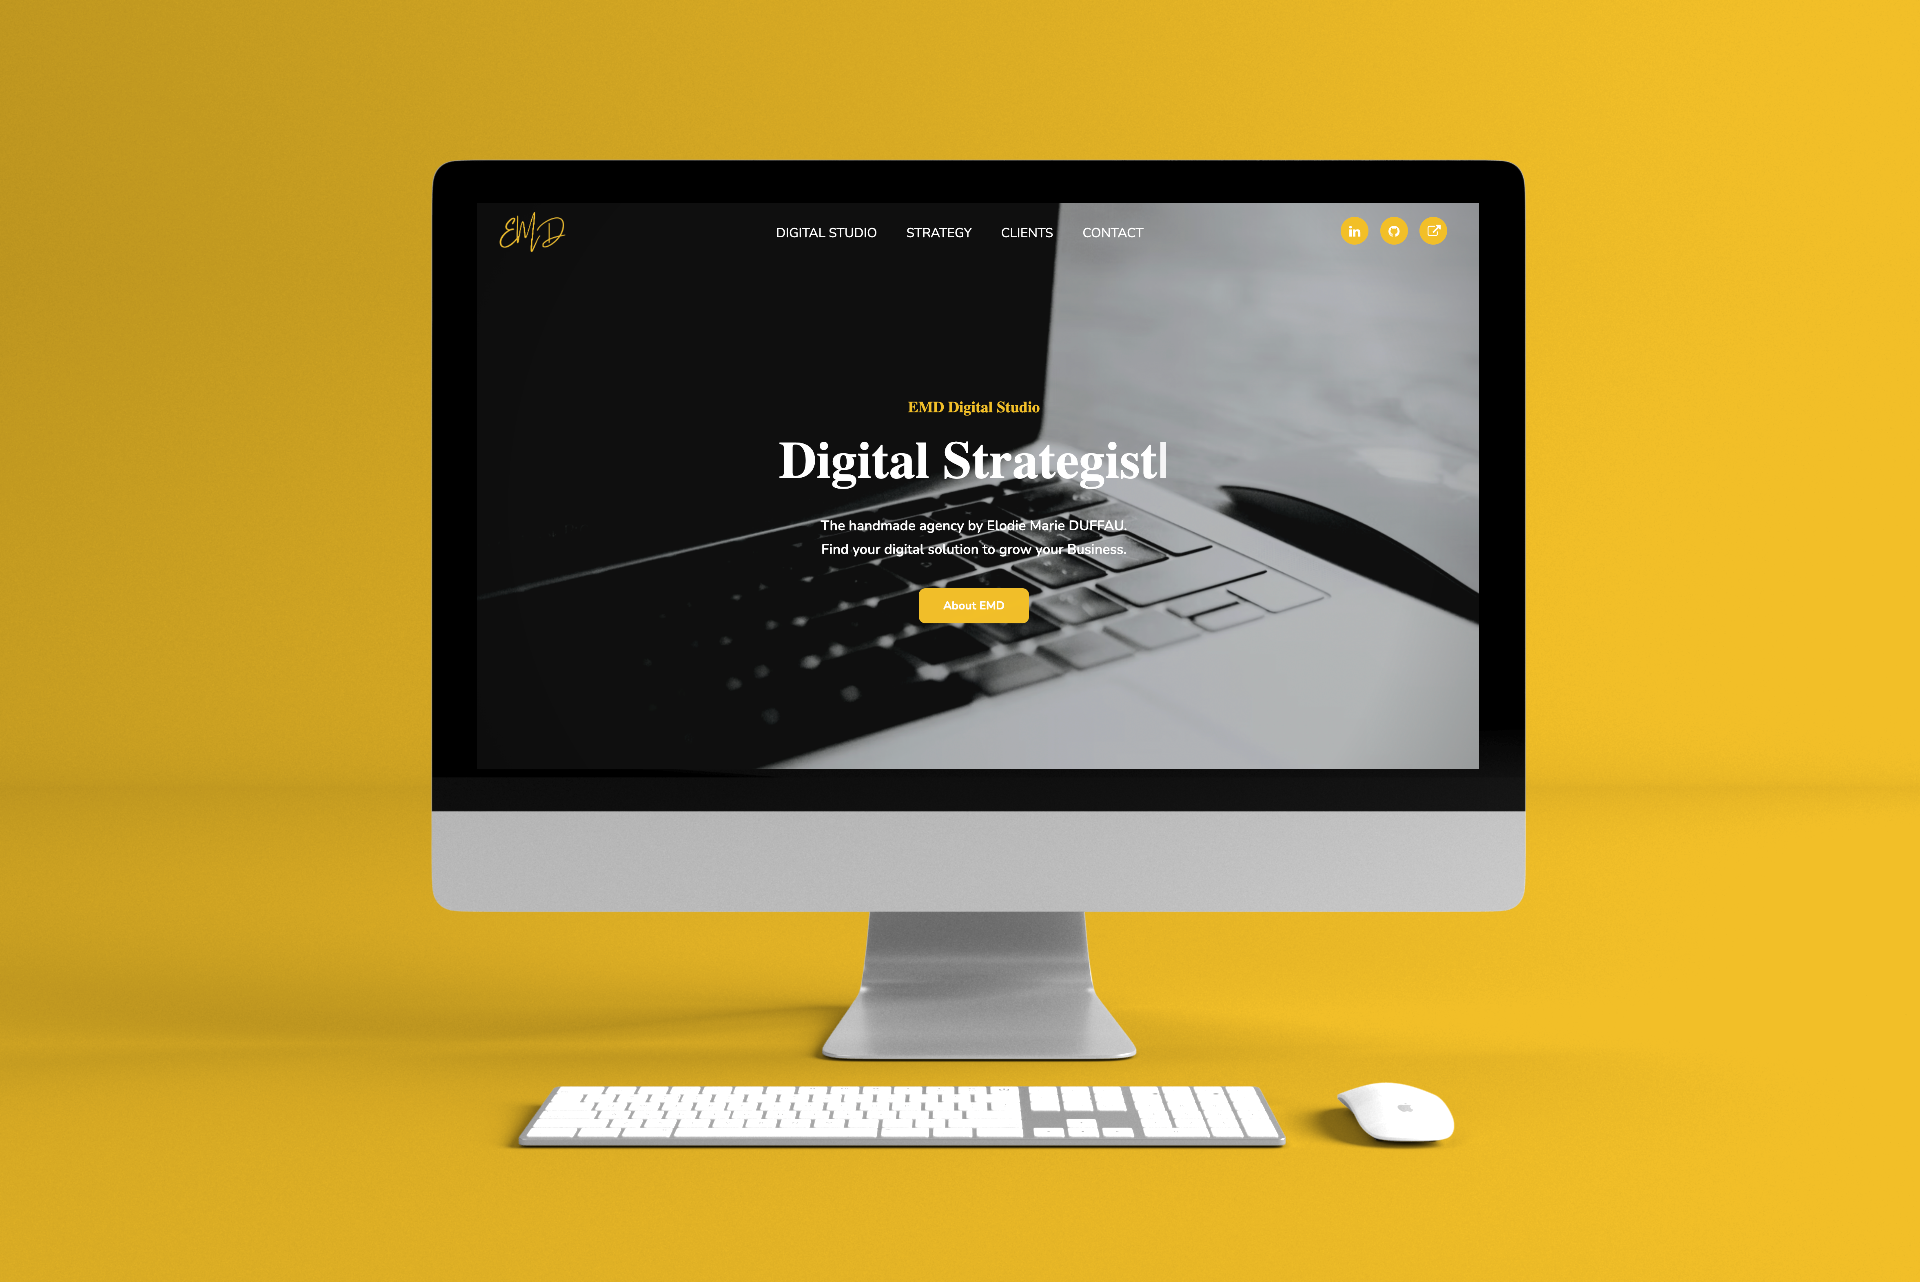 EMD
DIGITAL STUDIO STRATEGY CLIENTS CONTACT
in
EMD Digital Studio
Digital Strategist
The handmade agency by Elodie Marie DUFFAU.
Find your digital solution to grow your Business.
About EMD